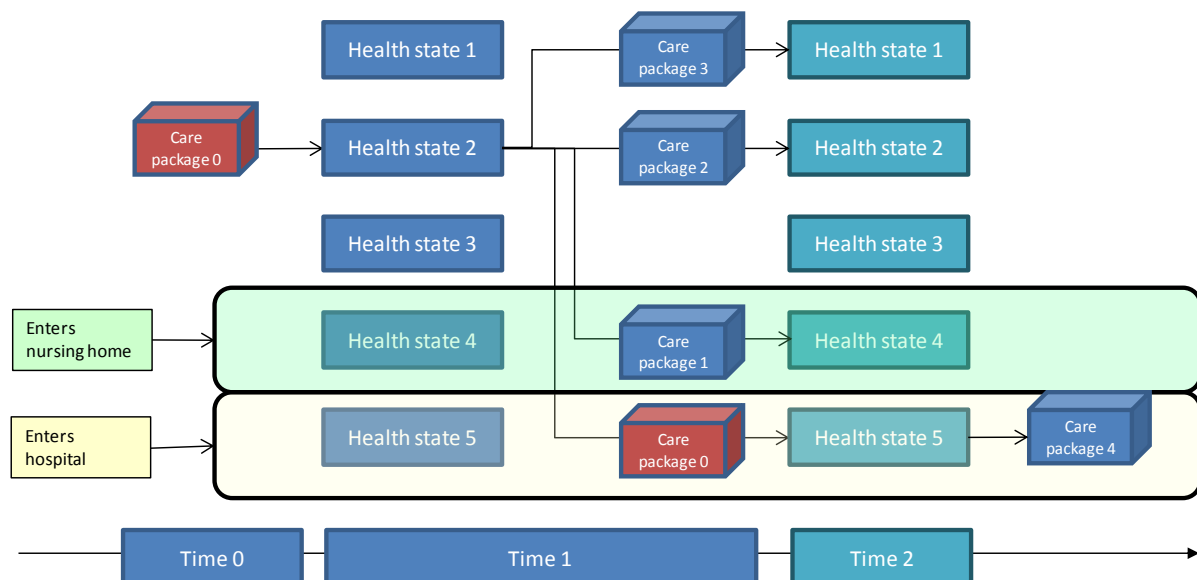 Health state 1
Care
package 3
Health state 1
Care
package 0
Health state 2
Care
package 2
Health state 2
Health state 3
Health state 3
Enters
nursing home
Health state 4
Care
package 1
Health state 4
Enters
hospital
Health state 5
Care
package 0
Health state 5
Care
package 4
Time 0
Time 1
Time 2